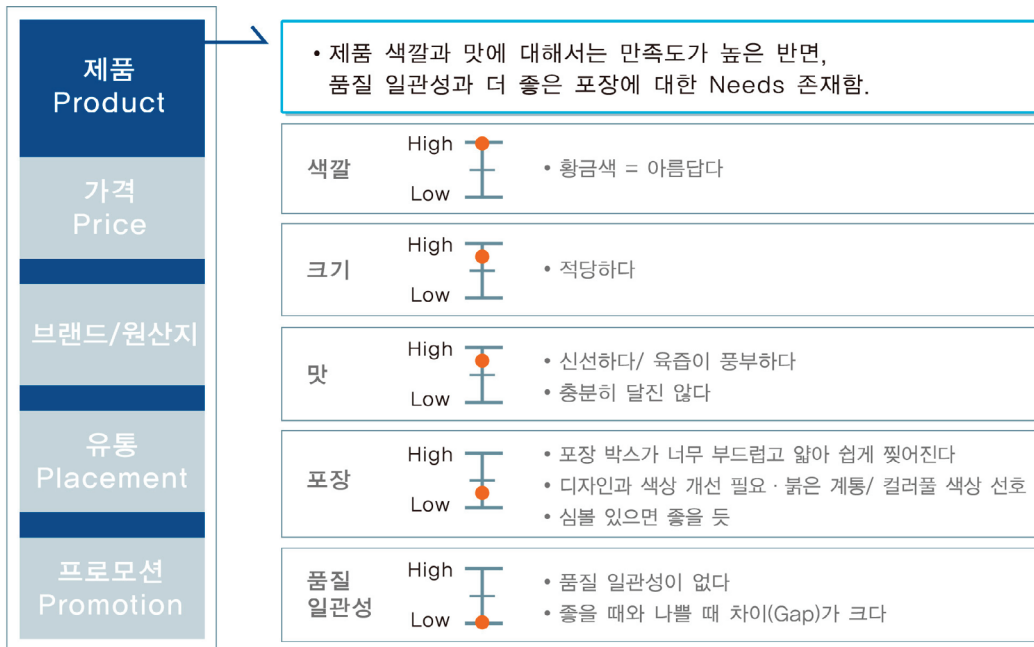 제품
Product
가격
Price
브랜드/원산지
유통
Placement
프로모션
Promotion
• 제품 색깔과 맛에 대해서는 만족도가 높은 반면,
품질 일관성과 더 좋은 포장에 대한 Needs 존재함.
색깔
High
Low
• 황금색 = 아름답다
크기
High
Low
• 적당하다
맛
High
Low
• 신선하다/ 육즙이 풍부하다
• 충분히 달진 않다
포장
High
Low
• 포장 박스가 너무 부드럽고 얇아 쉽게 찢어진다
• 디자인과 색상 개선 필요 · 붉은 계통/ 컬러풀 색상 선호
• 심볼 있으면 좋을 듯
품질
일관성
High
Low
• 품질 일관성이 없다
• 좋을 때와 나쁠 때 차이(Gap)가 크다